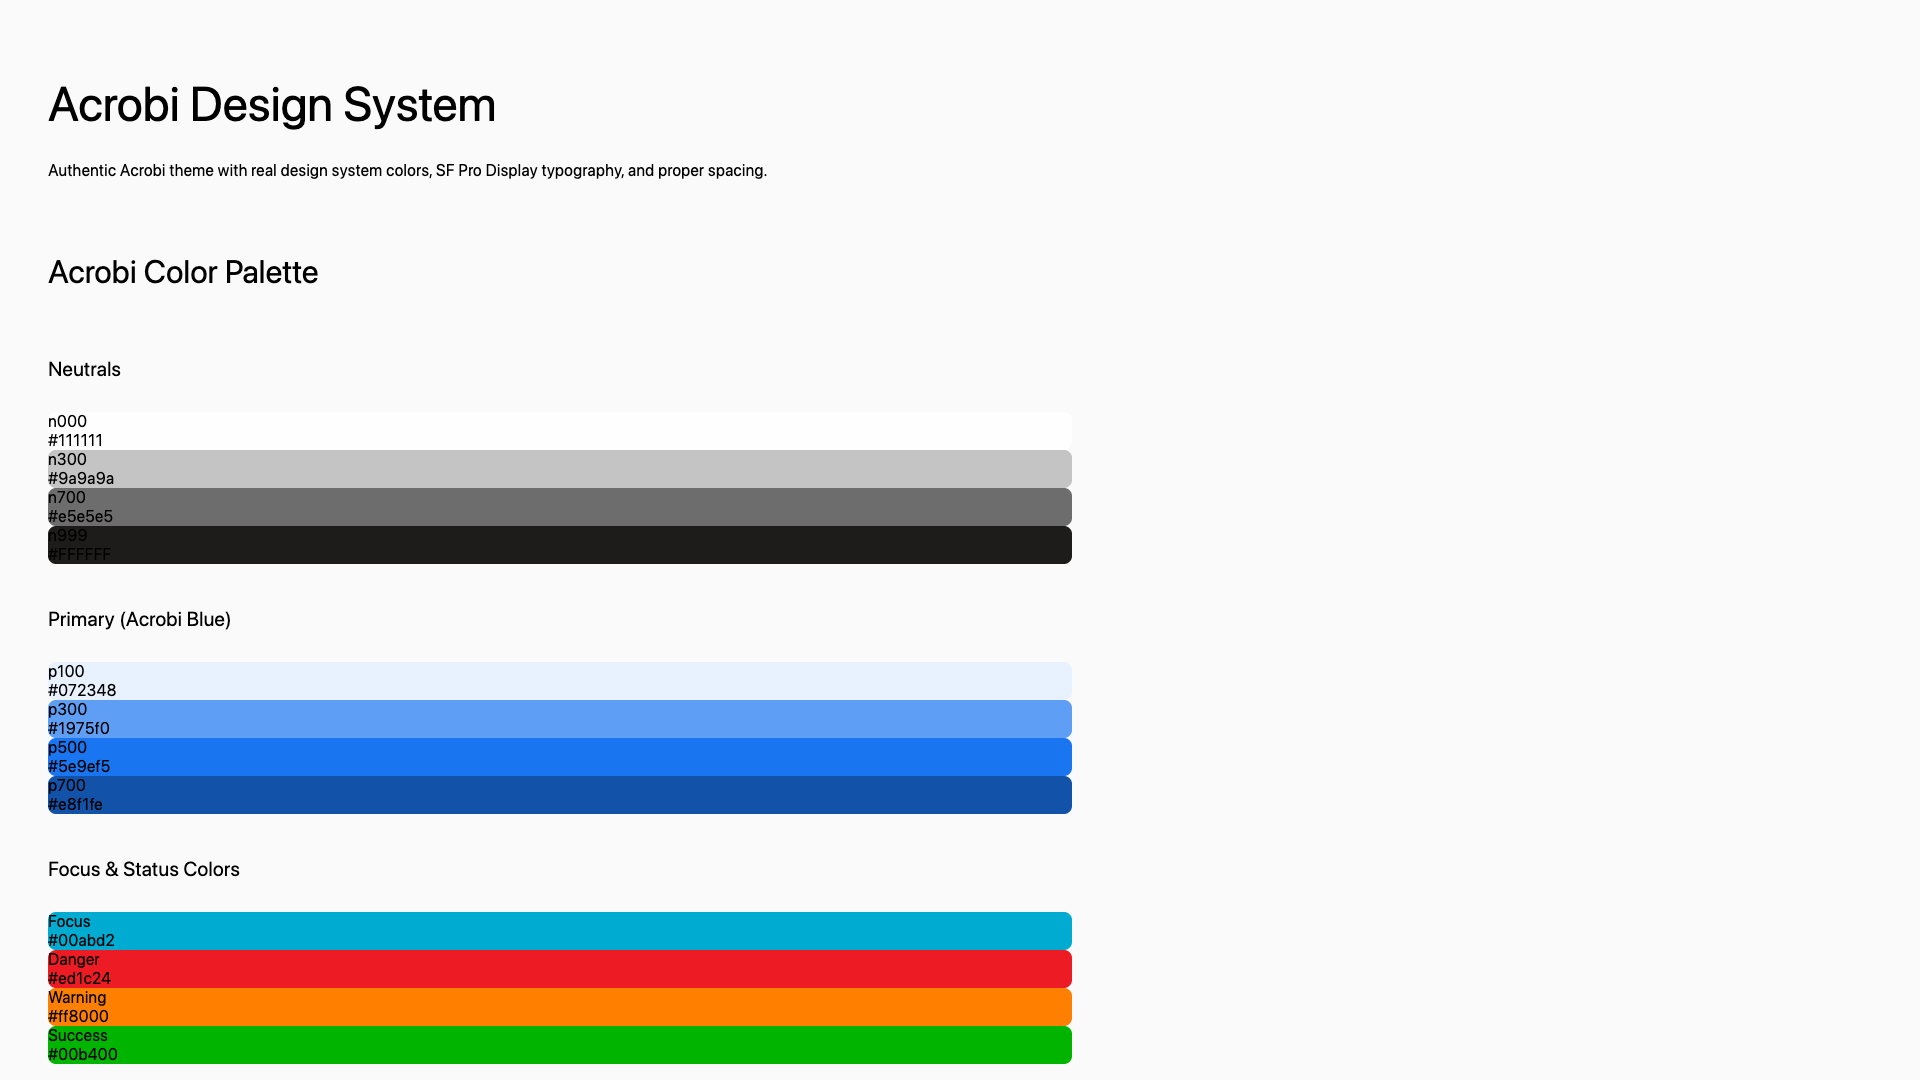 Acrobi Design System
Authentic Acrobi theme with real design system colors, SF Pro Display typography, and proper spacing.
Acrobi Color Palette
Neutrals
n000
#111111
n300
#9a9a9a
n700
#e5e5e5
n999
#FFFFFF
Primary (Acrobi Blue)
p100
#072348
p300
#1975f0
p500
#5e9ef5
p700
#e8f1fe
Focus & Status Colors
Focus
#00abd2
Danger
#ed1c24
Warning
#ff8000
Success
#00b400